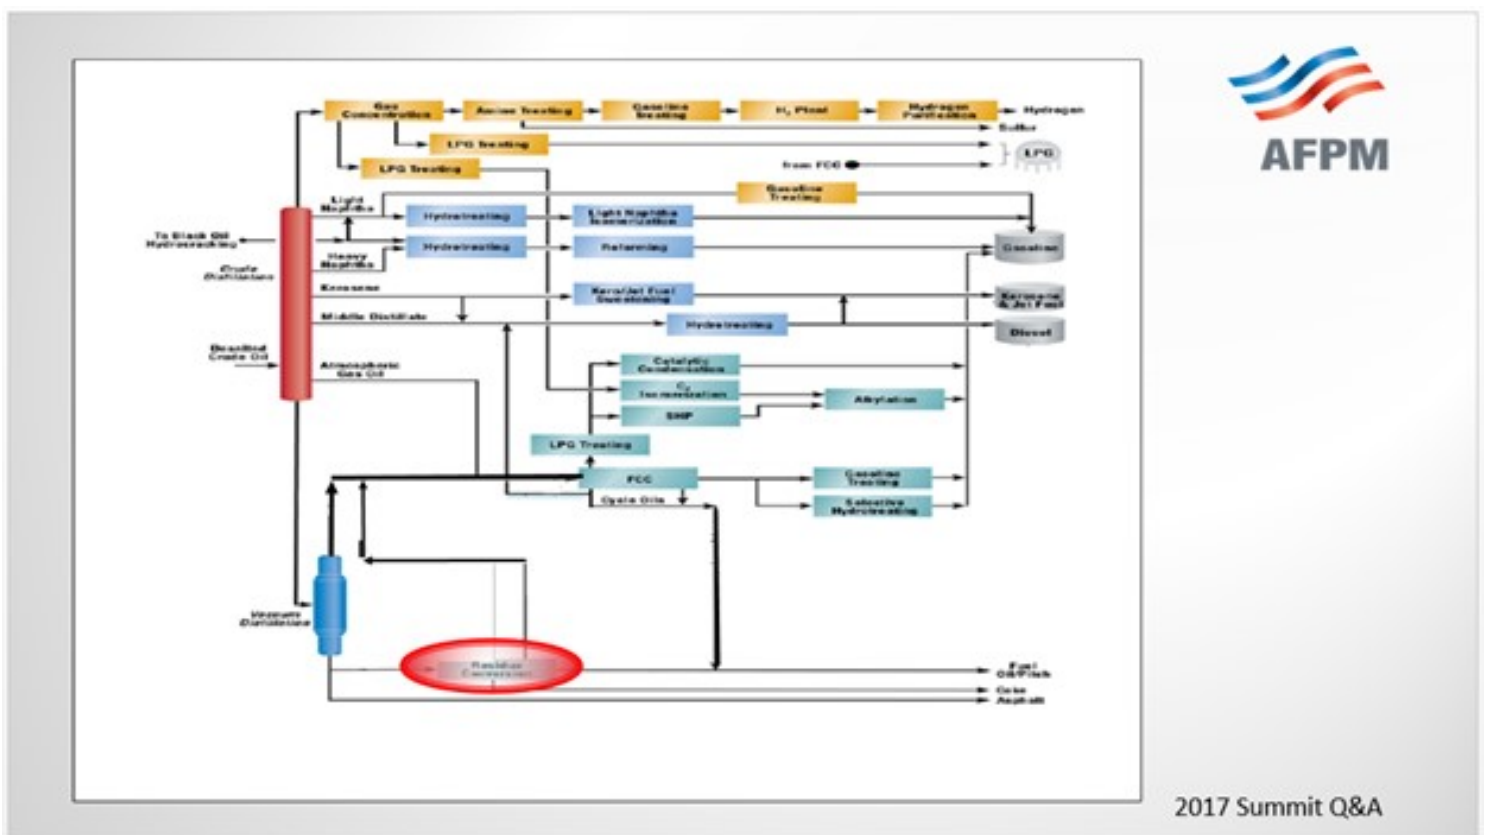 Gas
Concentration
Amine Treating
Gasoline
Treating
H₂ Plant
Hydrogen
Purification
Hydrogen
Sulfur
LPG Treating
LPG
from FCC
LPG Treating
Gasoline
Treating
Light
Naphtha
Hydrotreating
Light Naphtha
Isomerization
To Black Oil
Hydrocracking
Hydrotreating
Reforming
Gasoline
Heavy
Naphtha
Crude
Distillation
Kerosene
Kero/Jet Fuel
Sweetening
Kerosene
& Jet Fuel
Middle Distillate
Hydrotreating
Diesel
Desalted
Crude Oil
Atmospheric
Gas Oil
Catalytic
Condensation
Isomerization
Alkylation
SHP
LPG Treating
FCC
Gasoline
Treating
Cycle Oils
Selective
Hydrotreating
Vacuum
Distillation
Residue
Conversion
Fuel
Oil/Pitch
Coke
Asphalt
AFPM
2017 Summit Q&A